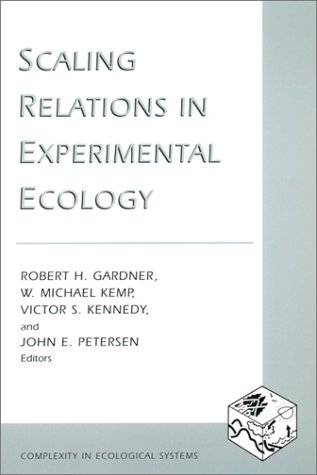 SCALING
RELATIONS IN
EXPERIMENTAL
ECOLOGY
ROBERT H. GARDNER,
W. MICHAEL KEMP,
VICTOR S. KENNEDY,
and
JOHN E. PETERSEN
Editors
COMPLEXITY IN ECOLOGICAL SYSTEMS